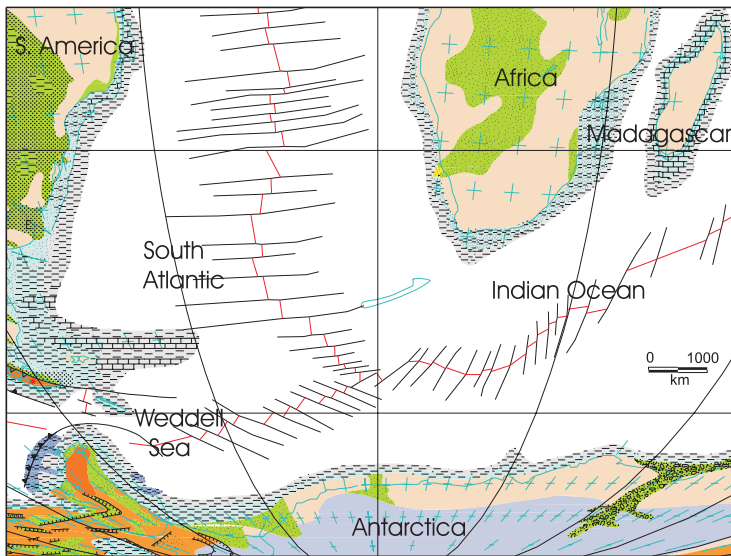 S. America
Africa
Madagascar
South
Atlantic
Indian Ocean
0 1000
km
Weddell
Sea
Antarctica